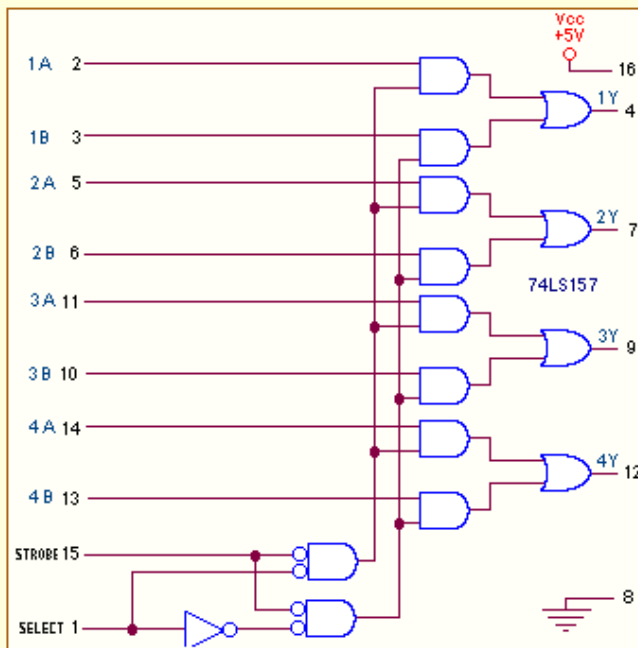 Vcc
+5V
16
1A 2
1Y
4
1B 3
2A 5
2Y
7
2B 6
74LS157
3A 11
3Y
9
3B 10
4A 14
4Y
12
4B 13
STROBE 15
8
SELECT 1